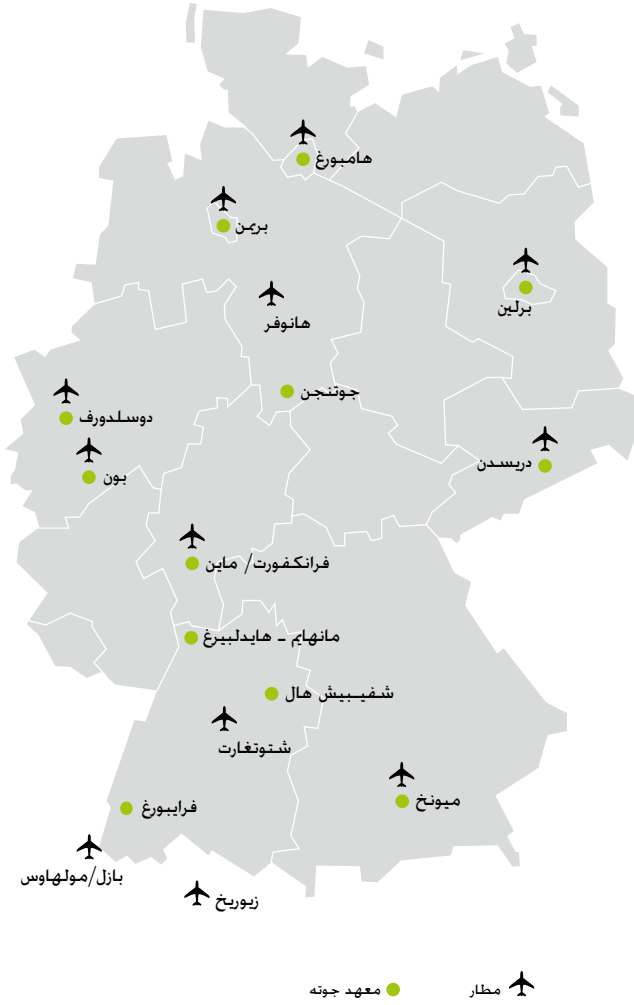 هامبورغ
بريمن
برلين
هانوفر
جوتنجن
دوسلدورف
دريسدن
بون
فرانكفورت/ ماين
مانهايم - هايدلبيرغ
شفيبيش هال
شتوتغارت
ميونخ
فرايبورغ
بازل/مولهاوس
زيوريخ
مطار
معهد جوته